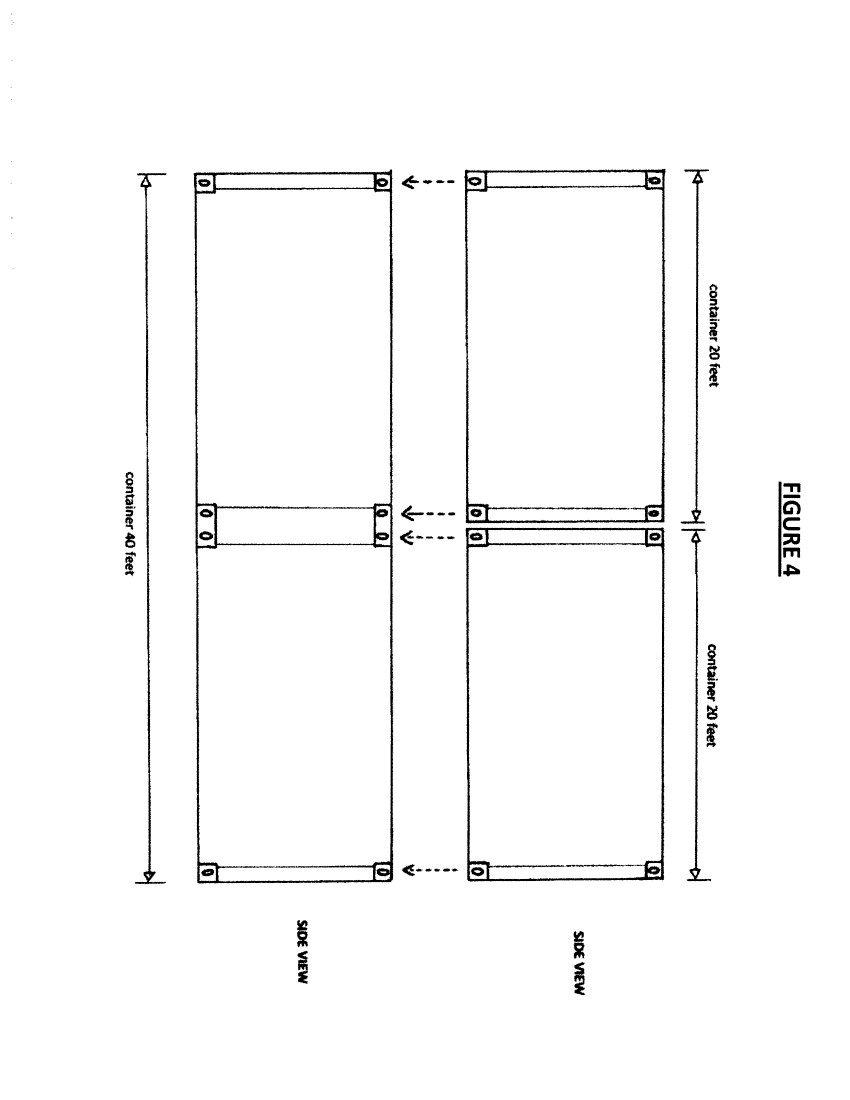 FIGURE 4
container 20 feet
container 20 feet
SIDE VIEW
container 40 feet
SIDE VIEW